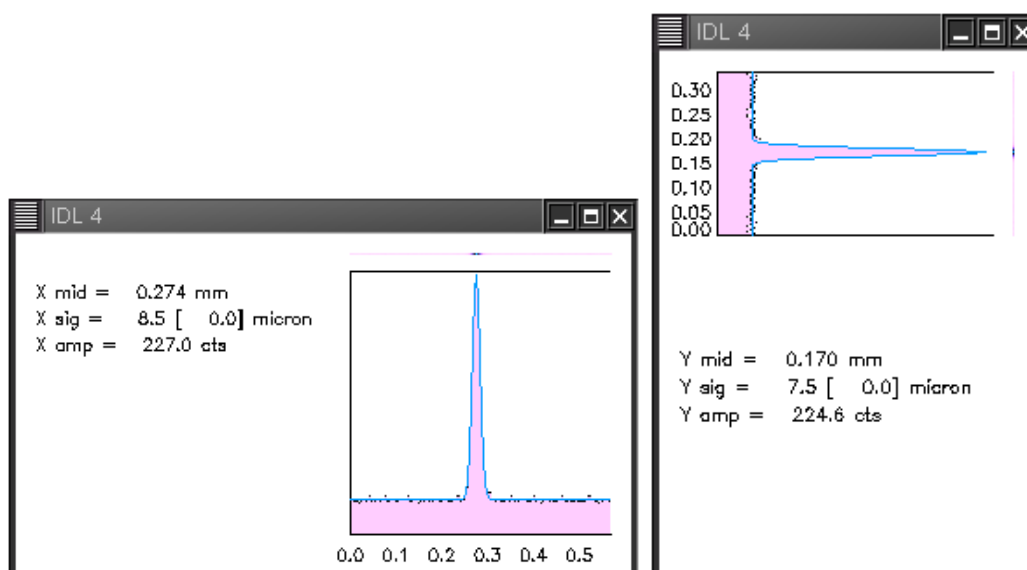 IDL 4
X mid = 0.274 mm
X sig = 8.5 [ 0.0] micron
X amp = 227.0 cts
0.0 0.1 0.2 0.3 0.4 0.5
IDL 4
0.30
0.25
0.20
0.15
0.10
0.05
0.00
Y mid = 0.170 mm
Y sig = 7.5 [ 0.0] micron
Y amp = 224.6 cts